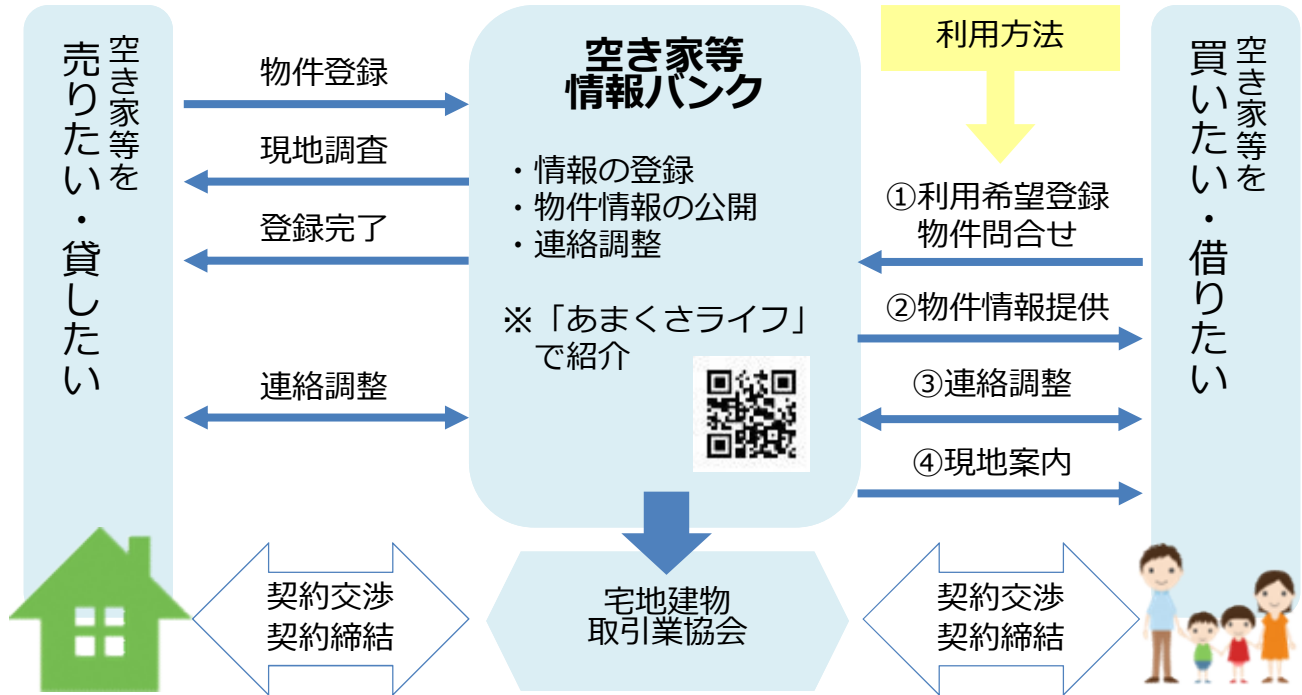 空き家等を
売りたい・貸したい
物件登録
現地調査
登録完了
連絡調整
空き家等
情報バンク
・情報の登録
・物件情報の公開
・連絡調整
※「あまくさライフ」
で紹介
利用方法
①利用希望登録
物件問合せ
②物件情報提供
③連絡調整
④現地案内
空き家等を
買いたい・借りたい
契約交渉
契約締結
宅地建物
取引業協会
契約交渉
契約締結